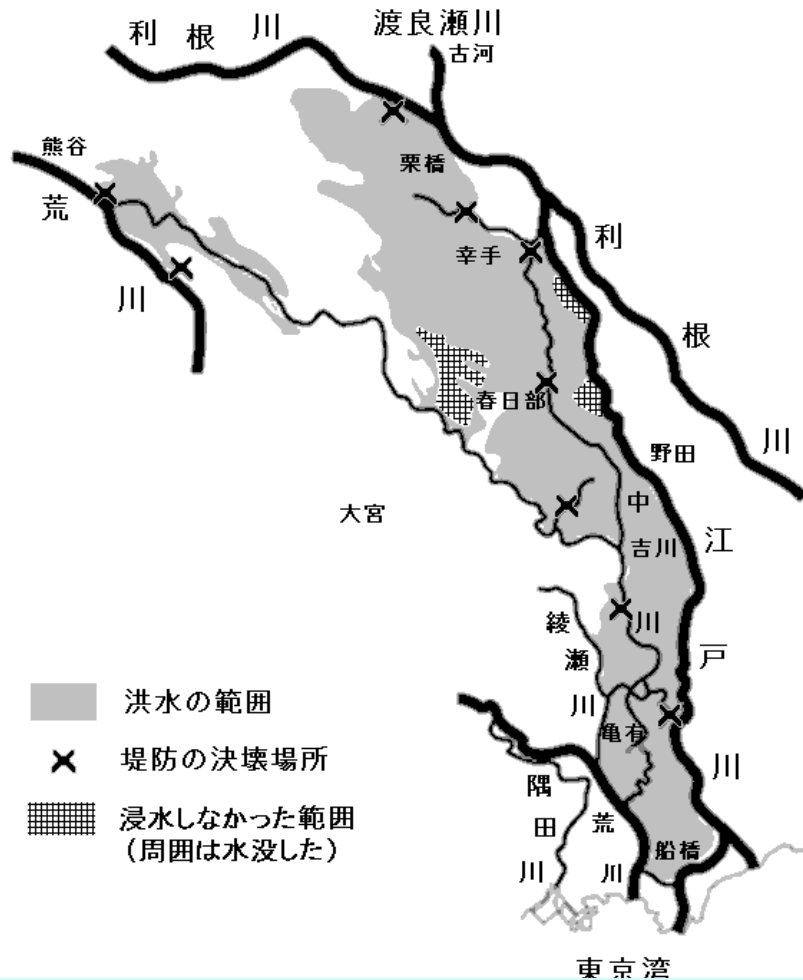 利根川
渡良瀬川
古河
熊谷
栗橋
荒川
幸手
利根川
春日部
野田
大宮
中川
吉川
江戸川
綾瀬川
亀有
隅田川
荒川
船橋
東京湾
洪水の範囲
堤防の決壊場所
浸水しなかった範囲
（周囲は水没した）